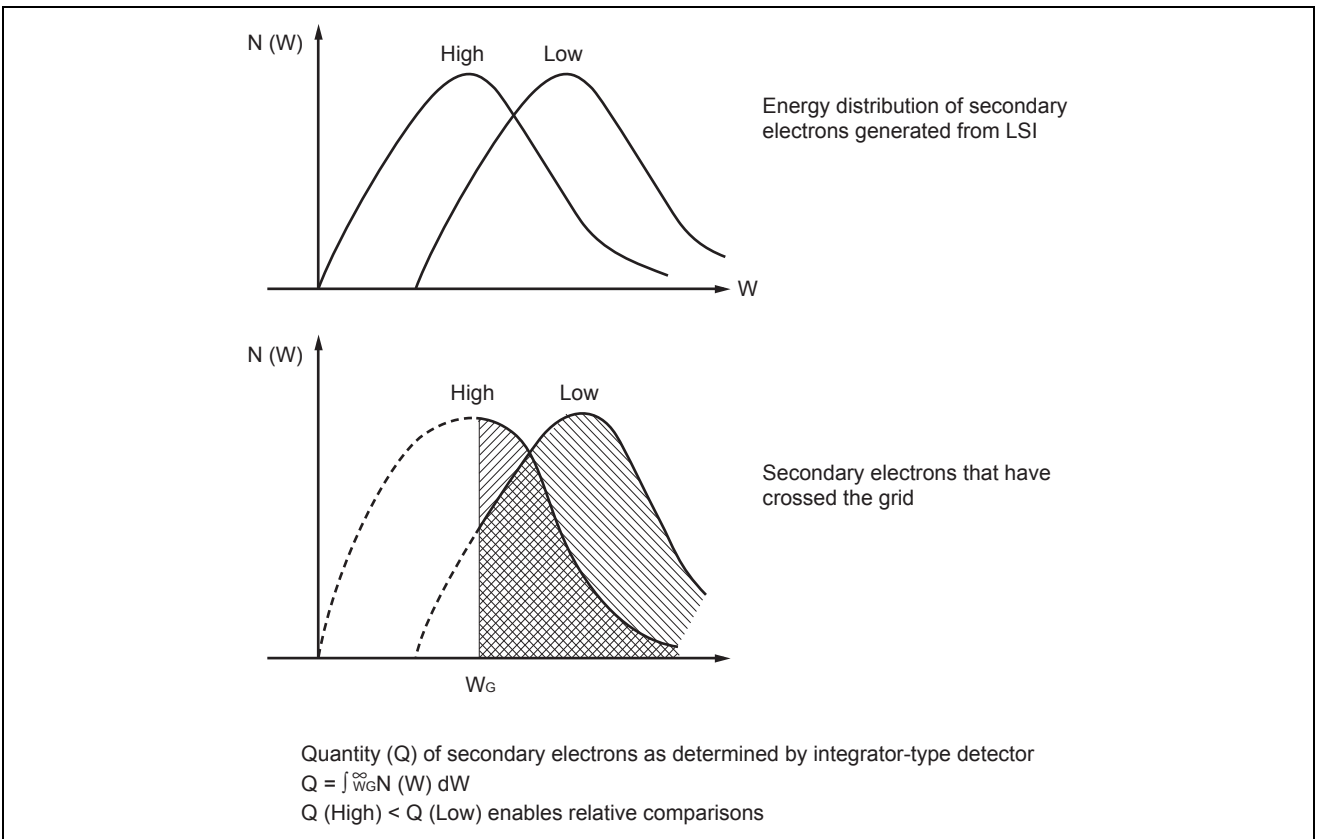 N (W)
High
Low
Energy distribution of secondary
electrons generated from LSI
W
N (W)
High
Low
Secondary electrons that have
crossed the grid
WG
Quantity (Q) of secondary electrons as determined by integrator-type detector
Q = ∫∞WGN (W) dW
Q (High) < Q (Low) enables relative comparisons